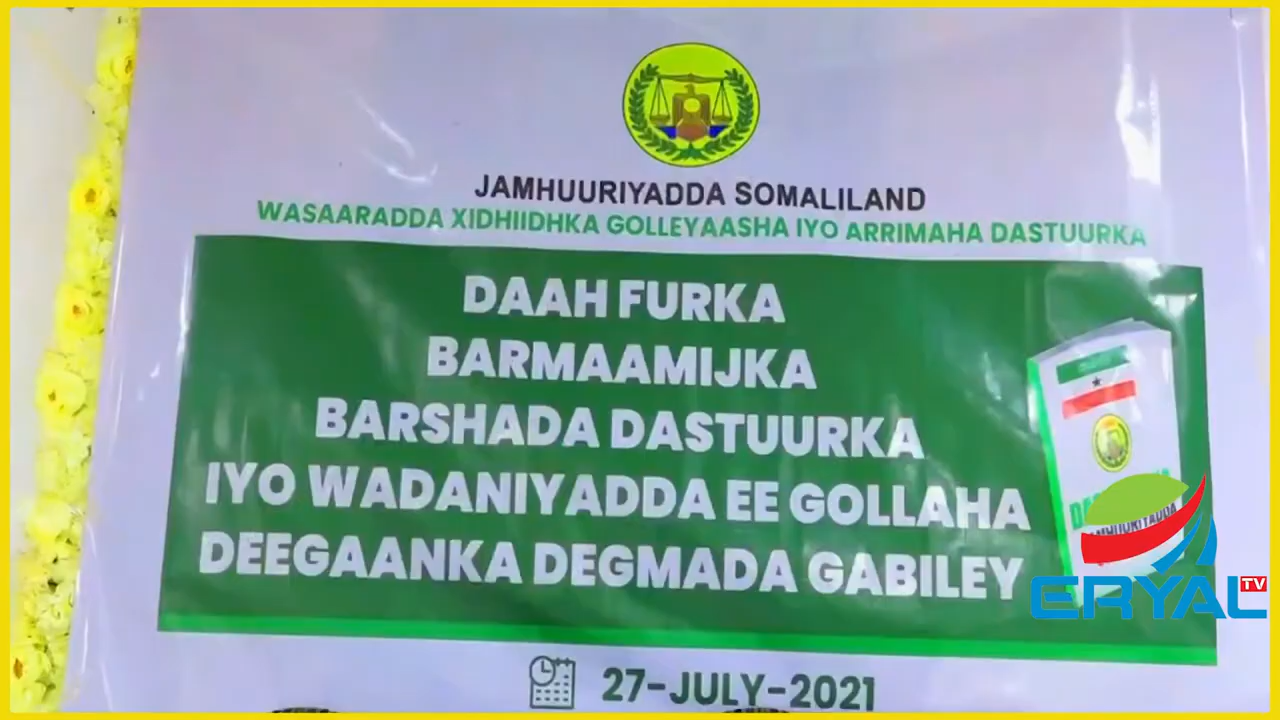 JAMHUURIYADDA SOMALILAND
WASAARADDA XIDHIIDHKA GOLLEYAASHA IYO ARRIMAHA DASTUURKA
DAAH FURKA
BARMAAMIJKA
BARSHADA DASTUURKA
IYO WADANIYADDA EE GOLLAHA
DEEGAANKA DEGMADA GABILEY
JAMHUURIYADDA
ERYAL TV
27-JULY-2021